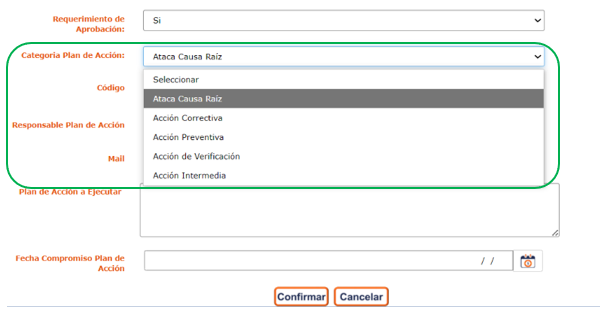 Requerimiento de
Aprobación:
Si
Categoría Plan de Acción:
Ataca Causa Raíz
Seleccionar
Código
Ataca Causa Raíz
Acción Correctiva
Responsable Plan de Acción
Acción Preventiva
Mail
Acción de Verificación
Acción Intermedia
Plan de Acción a Ejecutar
Fecha Compromiso Plan de
Acción
/ /
Confirmar Cancelar